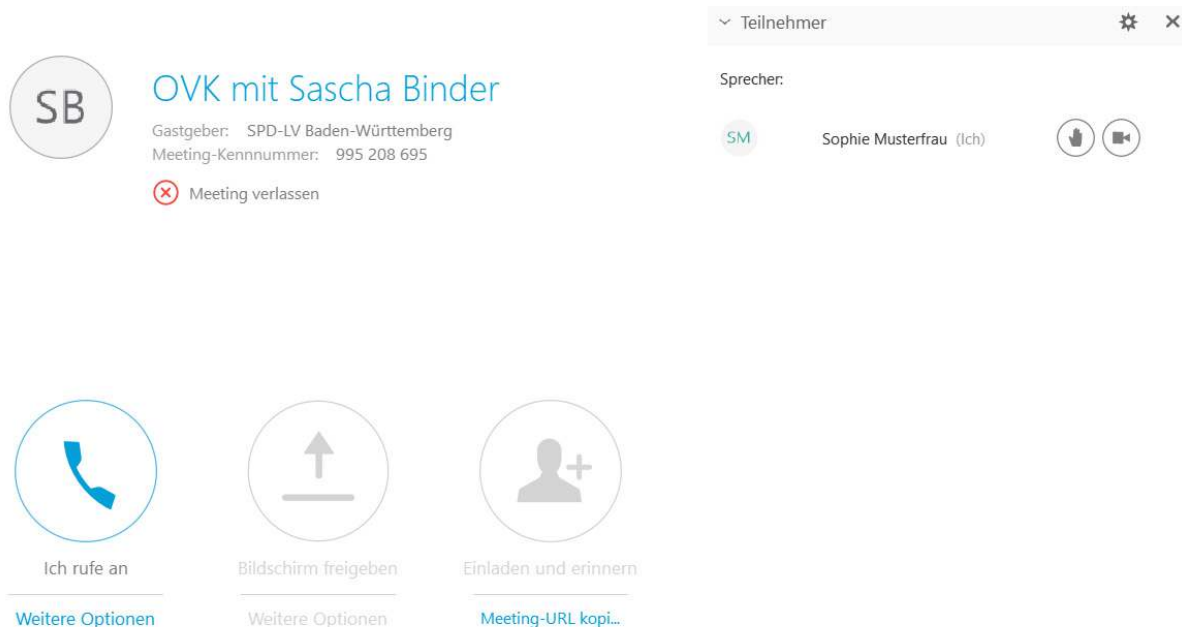 SB
OVK mit Sascha Binder
Gastgeber: SPD-LV Baden-Württemberg
Meeting-Kennnummer: 995 208 695
Meeting verlassen
Teilnehmer
Sprecher:
SM Sophie Musterfrau (Ich)
Ich rufe an
Weitere Optionen
Bildschirm freigeben
Weitere Optionen
Einladen und erinnern
Meeting-URL kopi...